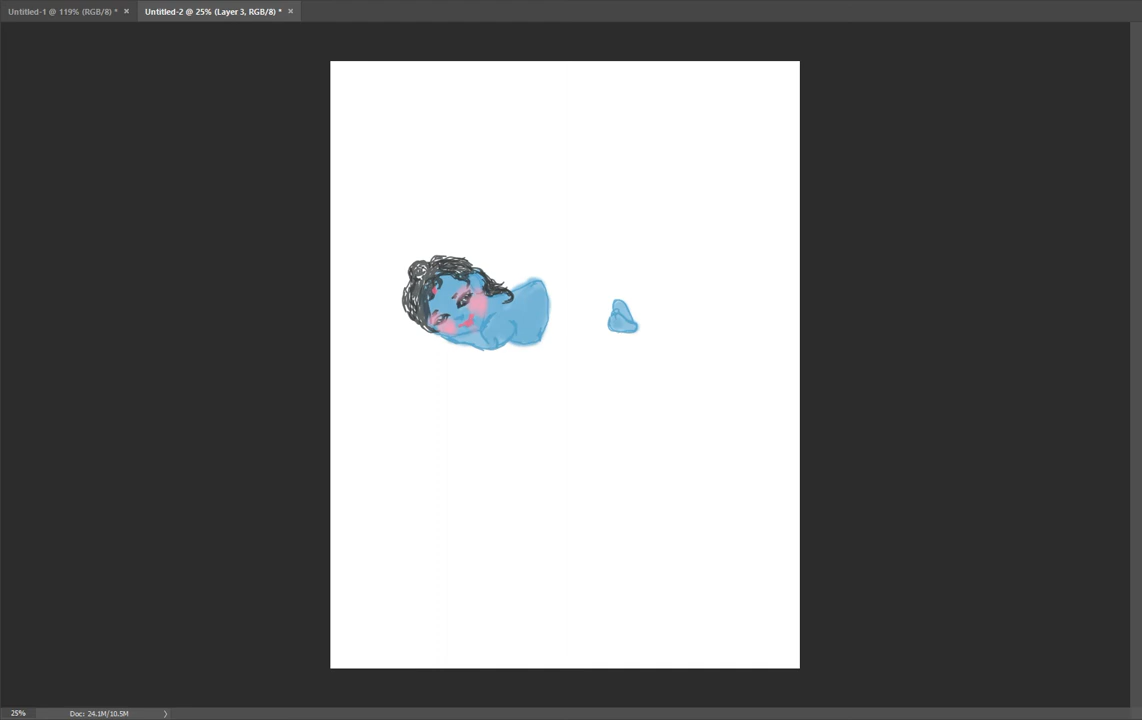 Untitled-1 @ 119% (RGB/8) * ×
Untitled-2 @ 25% (Layer 3, RGB/8) * ×
25%
Doc: 24.1M/10.5M